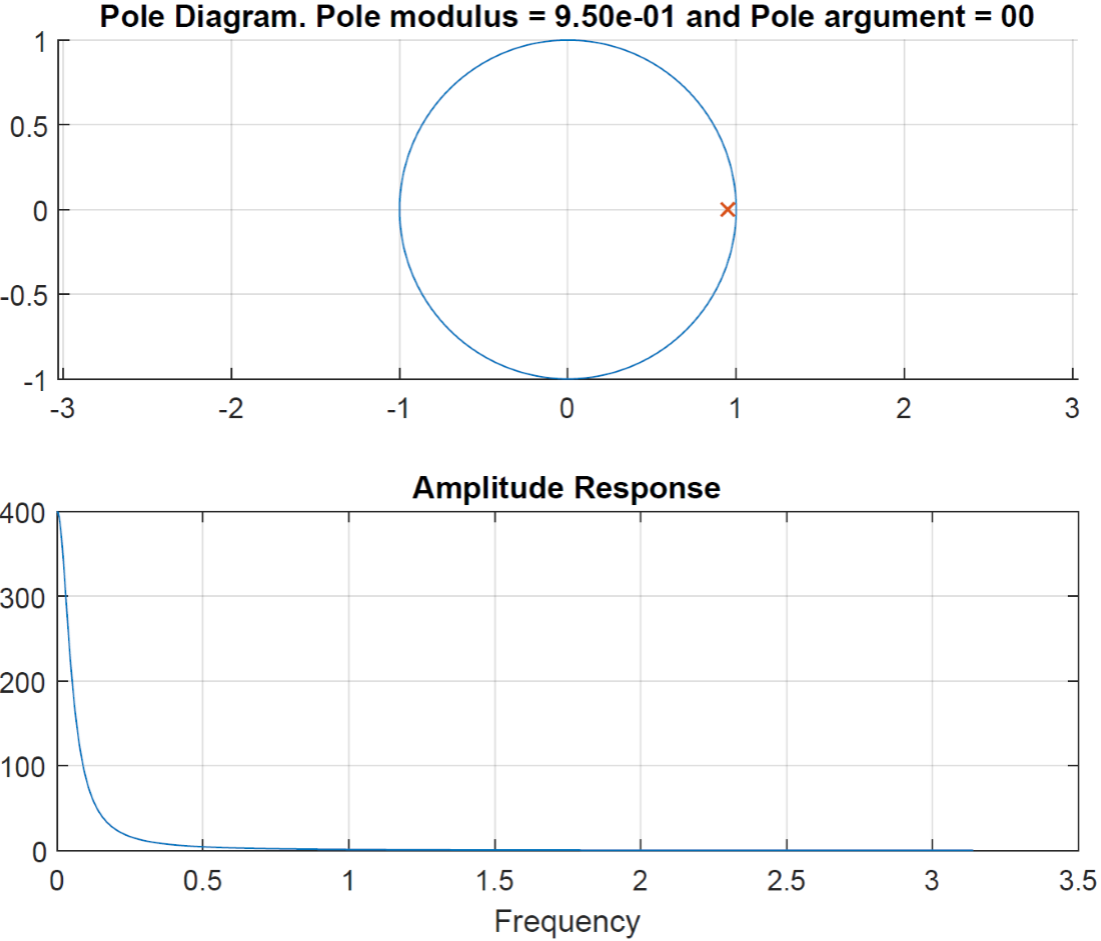 Pole Diagram. Pole modulus = 9.50e-01 and Pole argument = 00
1
0.5
0
-0.5
-1
-3 -2 -1 0 1 2 3
Amplitude Response
400
300
200
100
0
0 0.5 1 1.5 2 2.5 3 3.5
Frequency